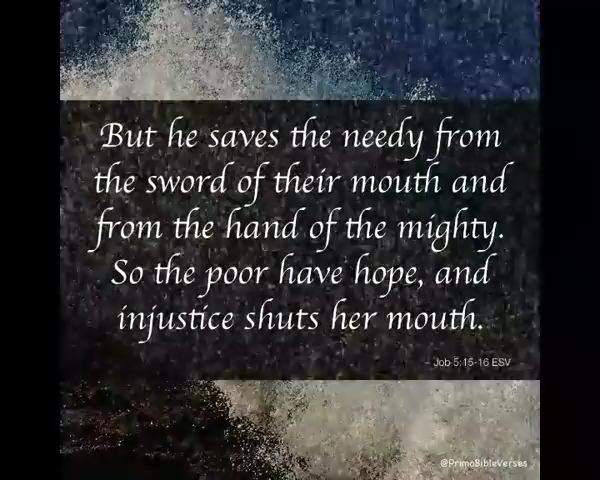 But he saves the needy from
the sword of their mouth and
from the hand of the mighty.
So the poor have hope, and
injustice shuts her mouth.
– Job 5:15-16 ESV
@PrimoBibleVerses